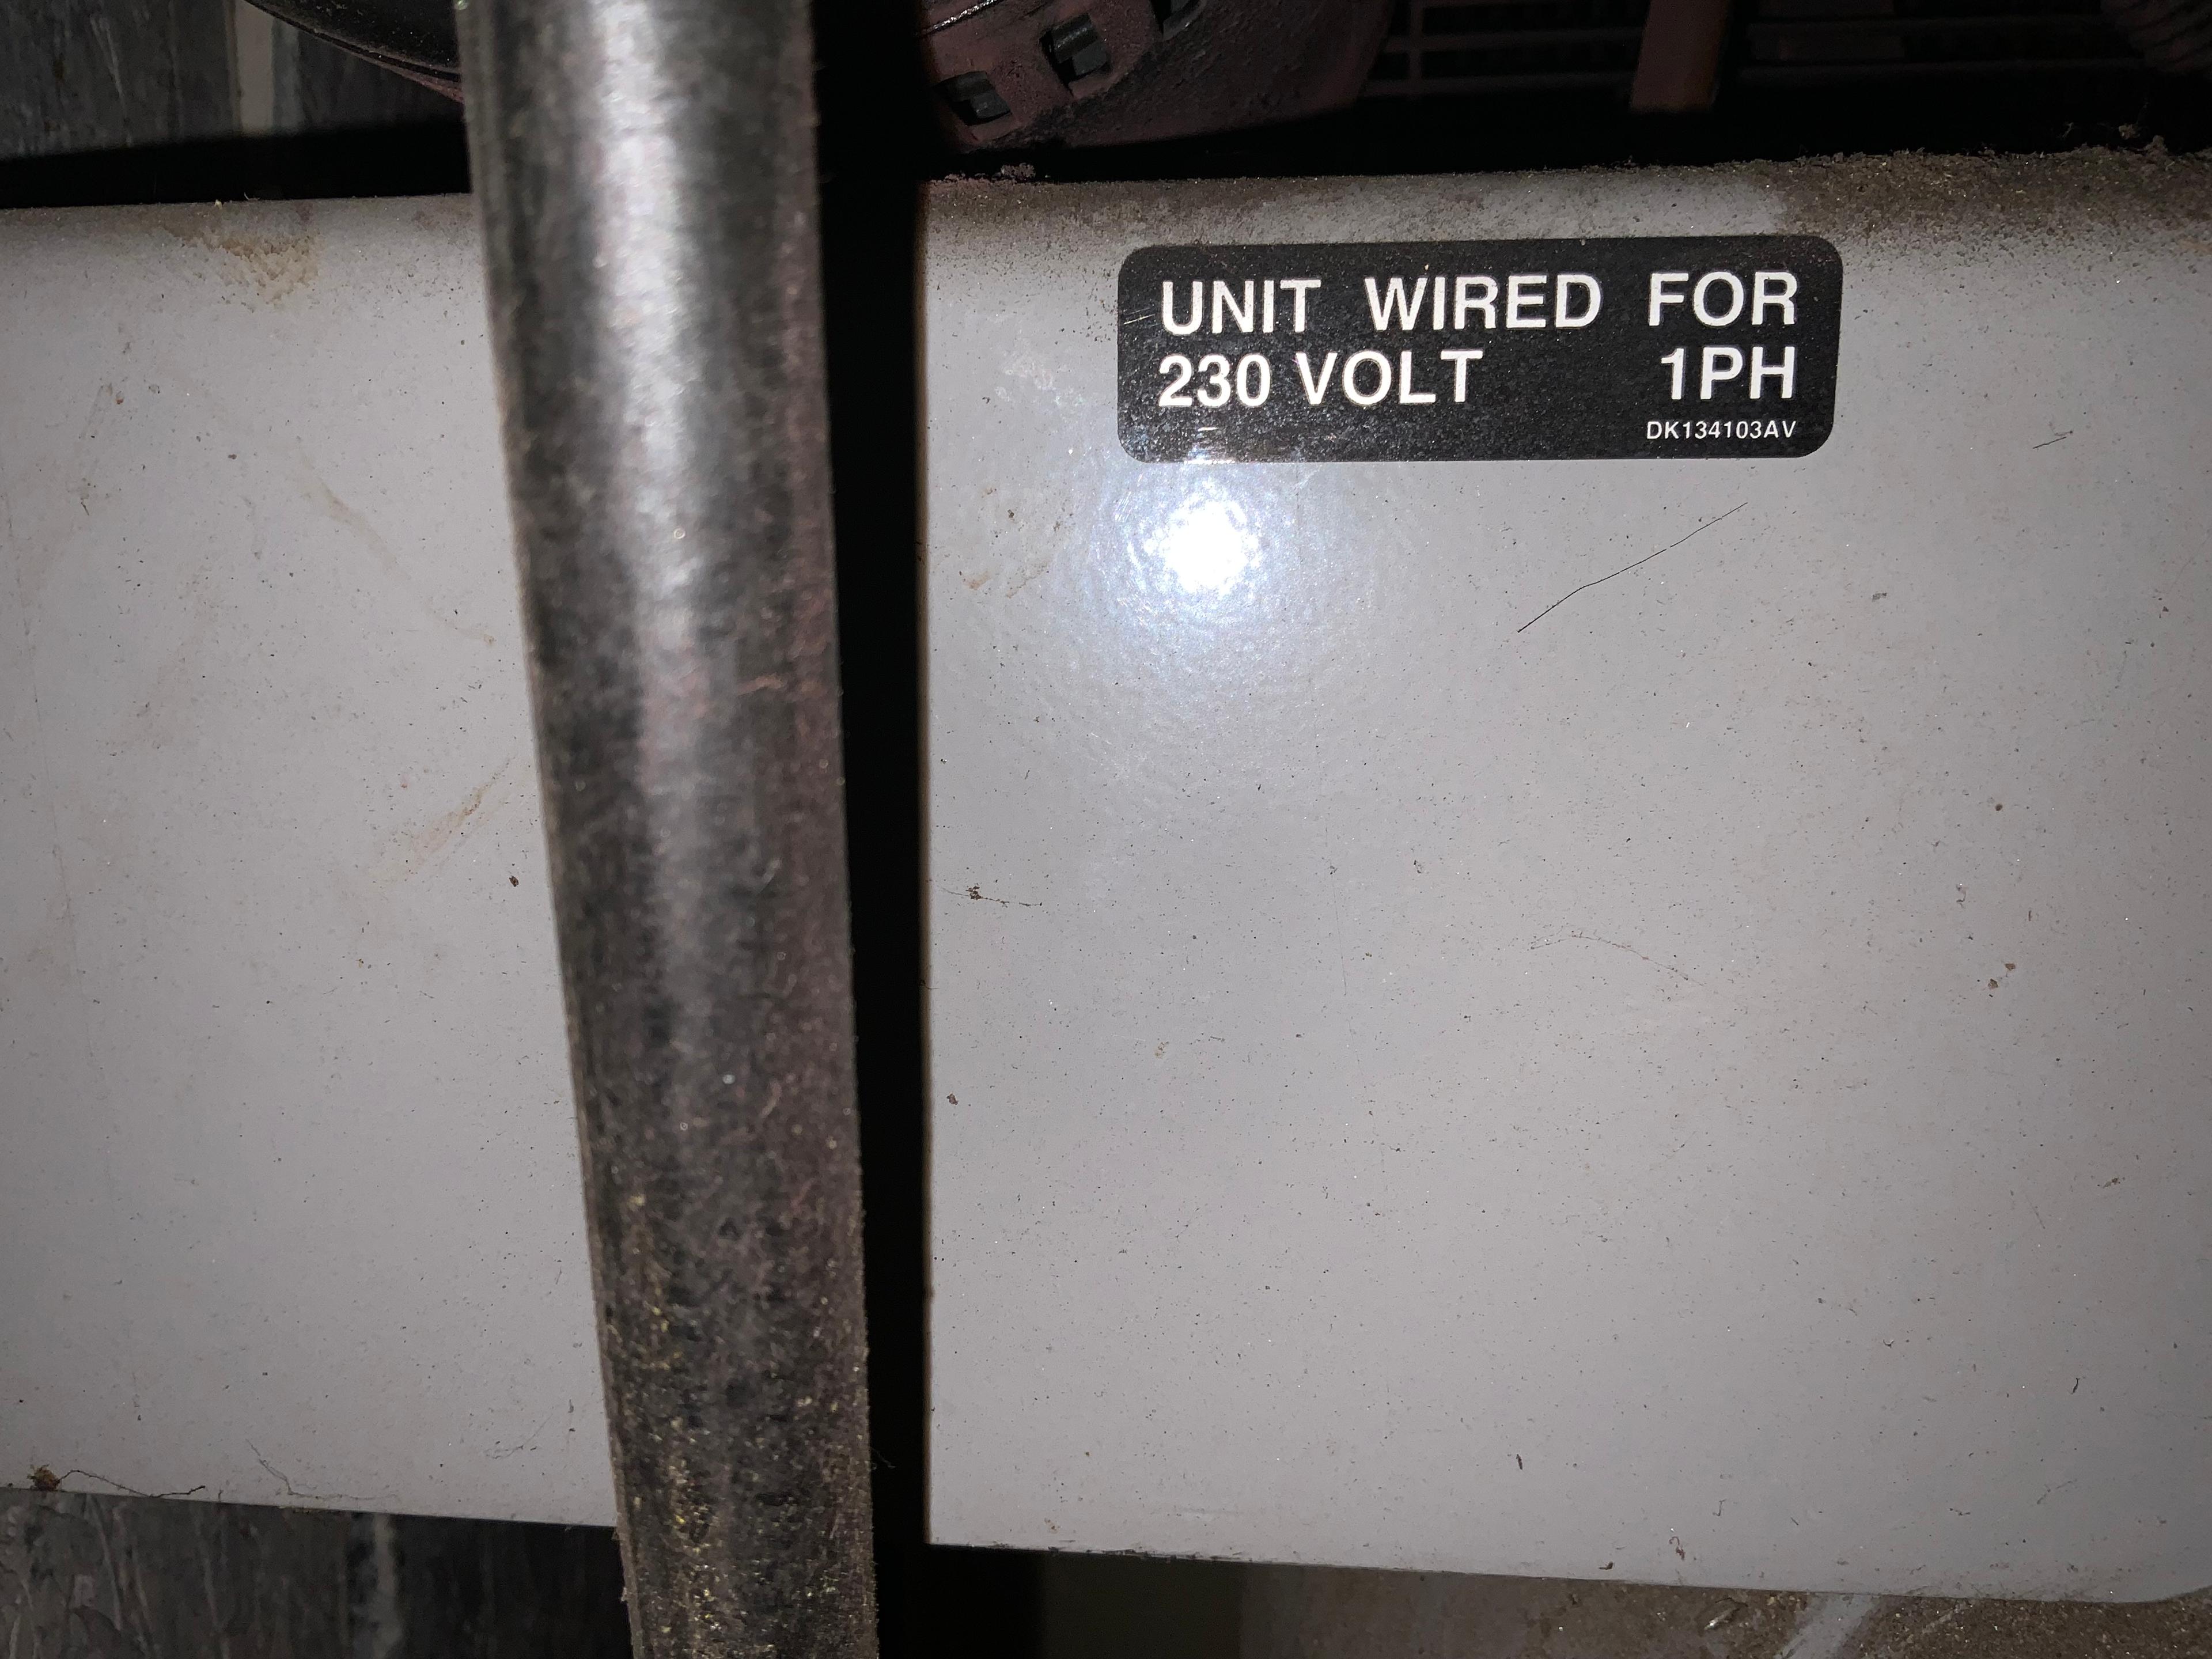 UNIT WIRED FOR
230 VOLT 1PH
DK134103AV